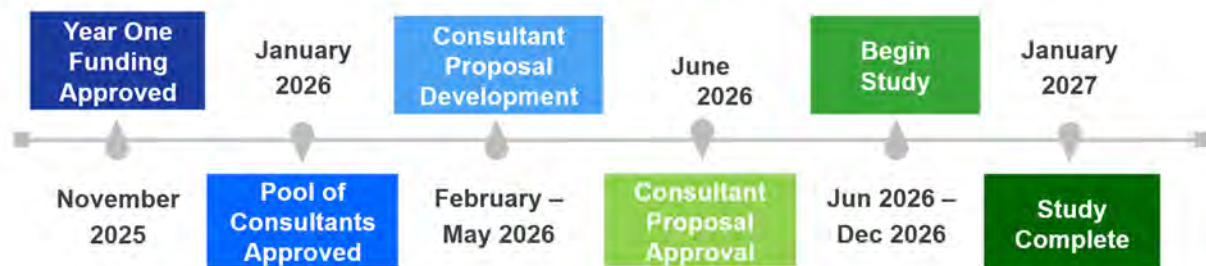 Year One
Funding
Approved
November
2025
January
2026
Pool of
Consultants
Approved
Consultant
Proposal
Development
February –
May 2026
June
2026
Consultant
Proposal
Approval
Begin
Study
Jun 2026 –
Dec 2026
January
2027
Study
Complete